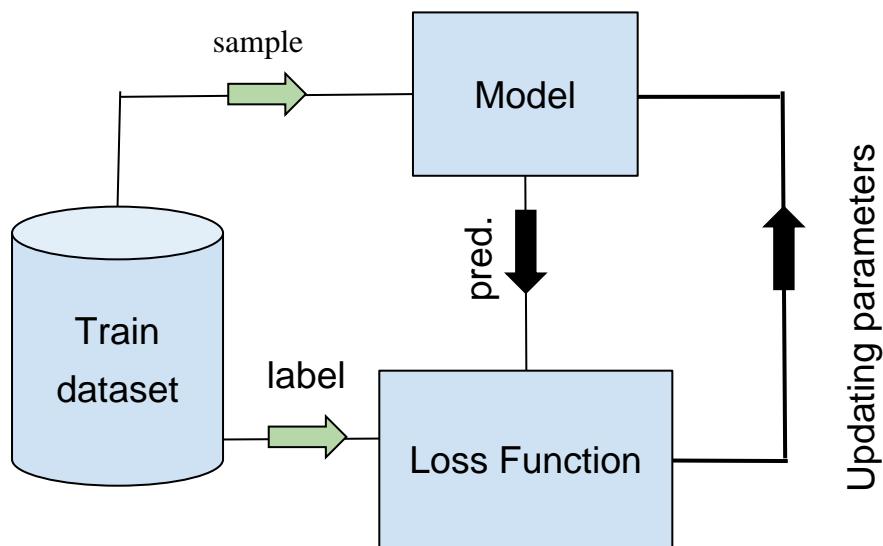 sample
Model
pred.
Updating parameters
Train
dataset
label
Loss Function